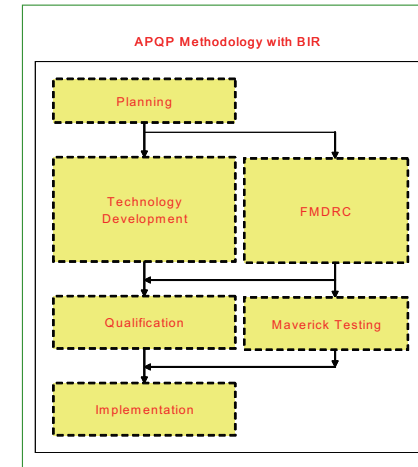 APQP Methodology with BIR
Planning
Technology
Development
FMDRC
Qualification
Maverick Testing
Implementation